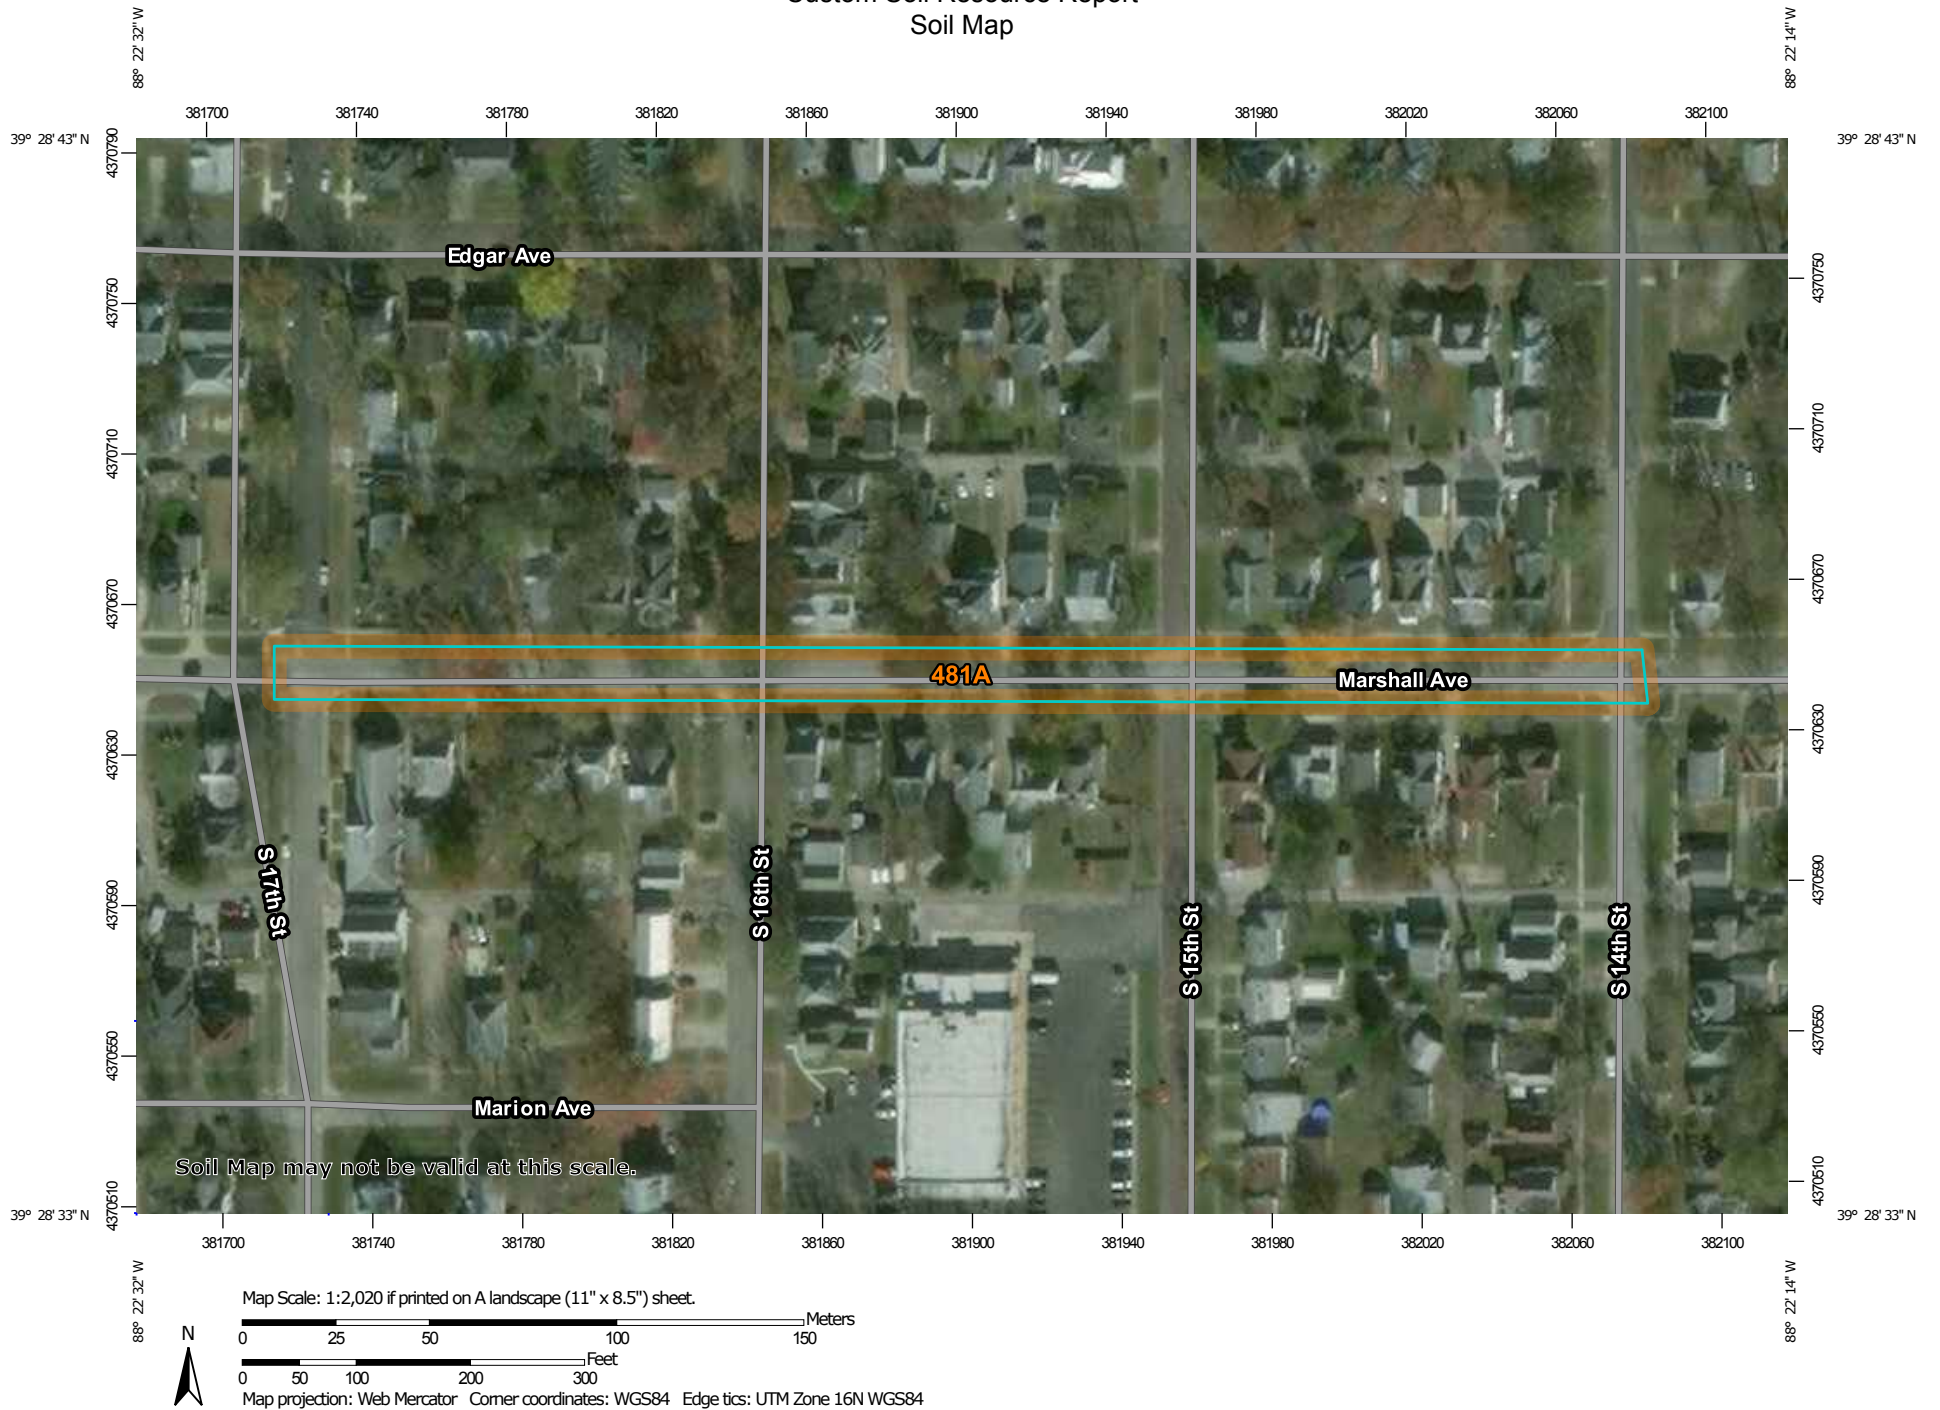 Custom Soil Resource Report
Soil Map
88° 22' 32" W
88° 22' 14" W
381700 381740 381780 381820 381860 381900 381940 381980 382020 382060 382100
39° 28' 43" N
39° 28' 43" N
4370790
4370750
4370710
4370670
4370630
4370590
4370550
4370510
4370750
4370710
4370670
4370630
4370590
4370550
4370510
Edgar Ave
481A
Marshall Ave
S 17th St
S 16th St
S 15th St
S 14th St
Marion Ave
Soil Map may not be valid at this scale.
39° 28' 33" N
39° 28' 33" N
381700 381740 381780 381820 381860 381900 381940 381980 382020 382060 382100
88° 22' 32" W
88° 22' 14" W
Map Scale: 1:2,020 if printed on A landscape (11" x 8.5") sheet.
Meters
0 25 50 100 150
Feet
0 50 100 200 300
N
Map projection: Web Mercator Corner coordinates: WGS84 Edge tics: UTM Zone 16N WGS84